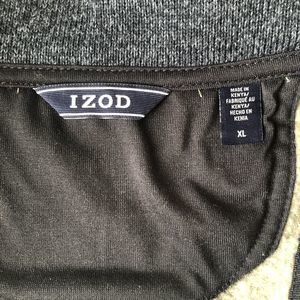 IZOD
MADE IN
KENYA/
FABRIQUÉ AU
KENYA/
HECHO EN
KENIA
XL